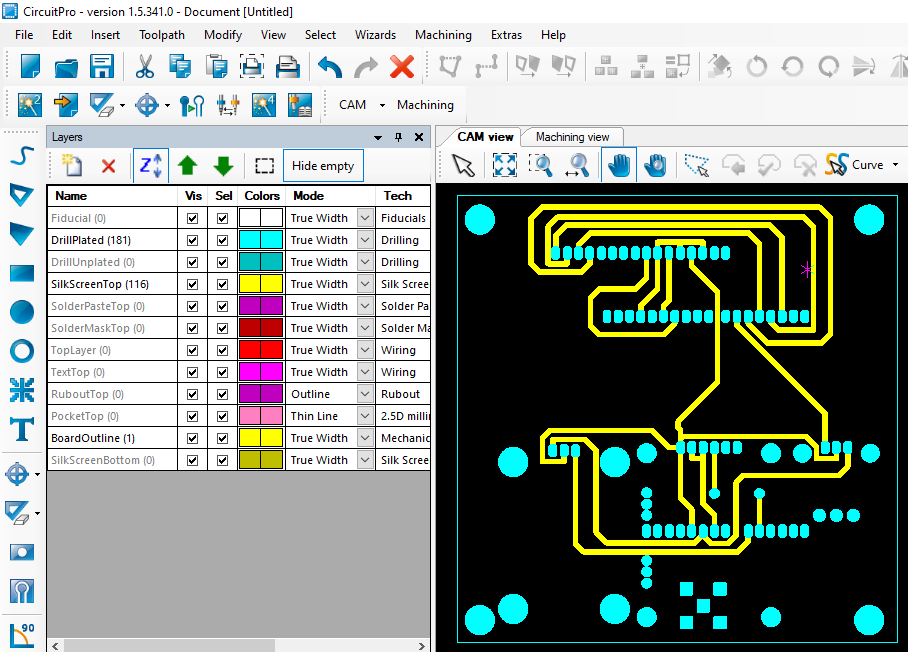 CircuitPro - version 1.5.341.0 - Document [Untitled]
File Edit Insert Toolpath Modify View Select Wizards Machining Extras Help
2 4 CAM Machining
Layers
CAM view Machining view
Z Hide empty
Curve
Name Vis Sel Colors Mode Tech
Fiducial (0) True Width Fiducials
DrillPlated (181) True Width Drilling
DrillUnplated (0) True Width Drilling
SilkScreenTop (116) True Width Silk Scree
SolderPasteTop (0) True Width Solder Pa
SolderMaskTop (0) True Width Solder Ma
TopLayer (0) True Width Wiring
TextTop (0) True Width Wiring
RuboutTop (0) Outline Rubout
PocketTop (0) Thin Line 2.5D milli
BoardOutline (1) True Width Mechanic
SilkScreenBottom (0) True Width Silk Scree
T
90